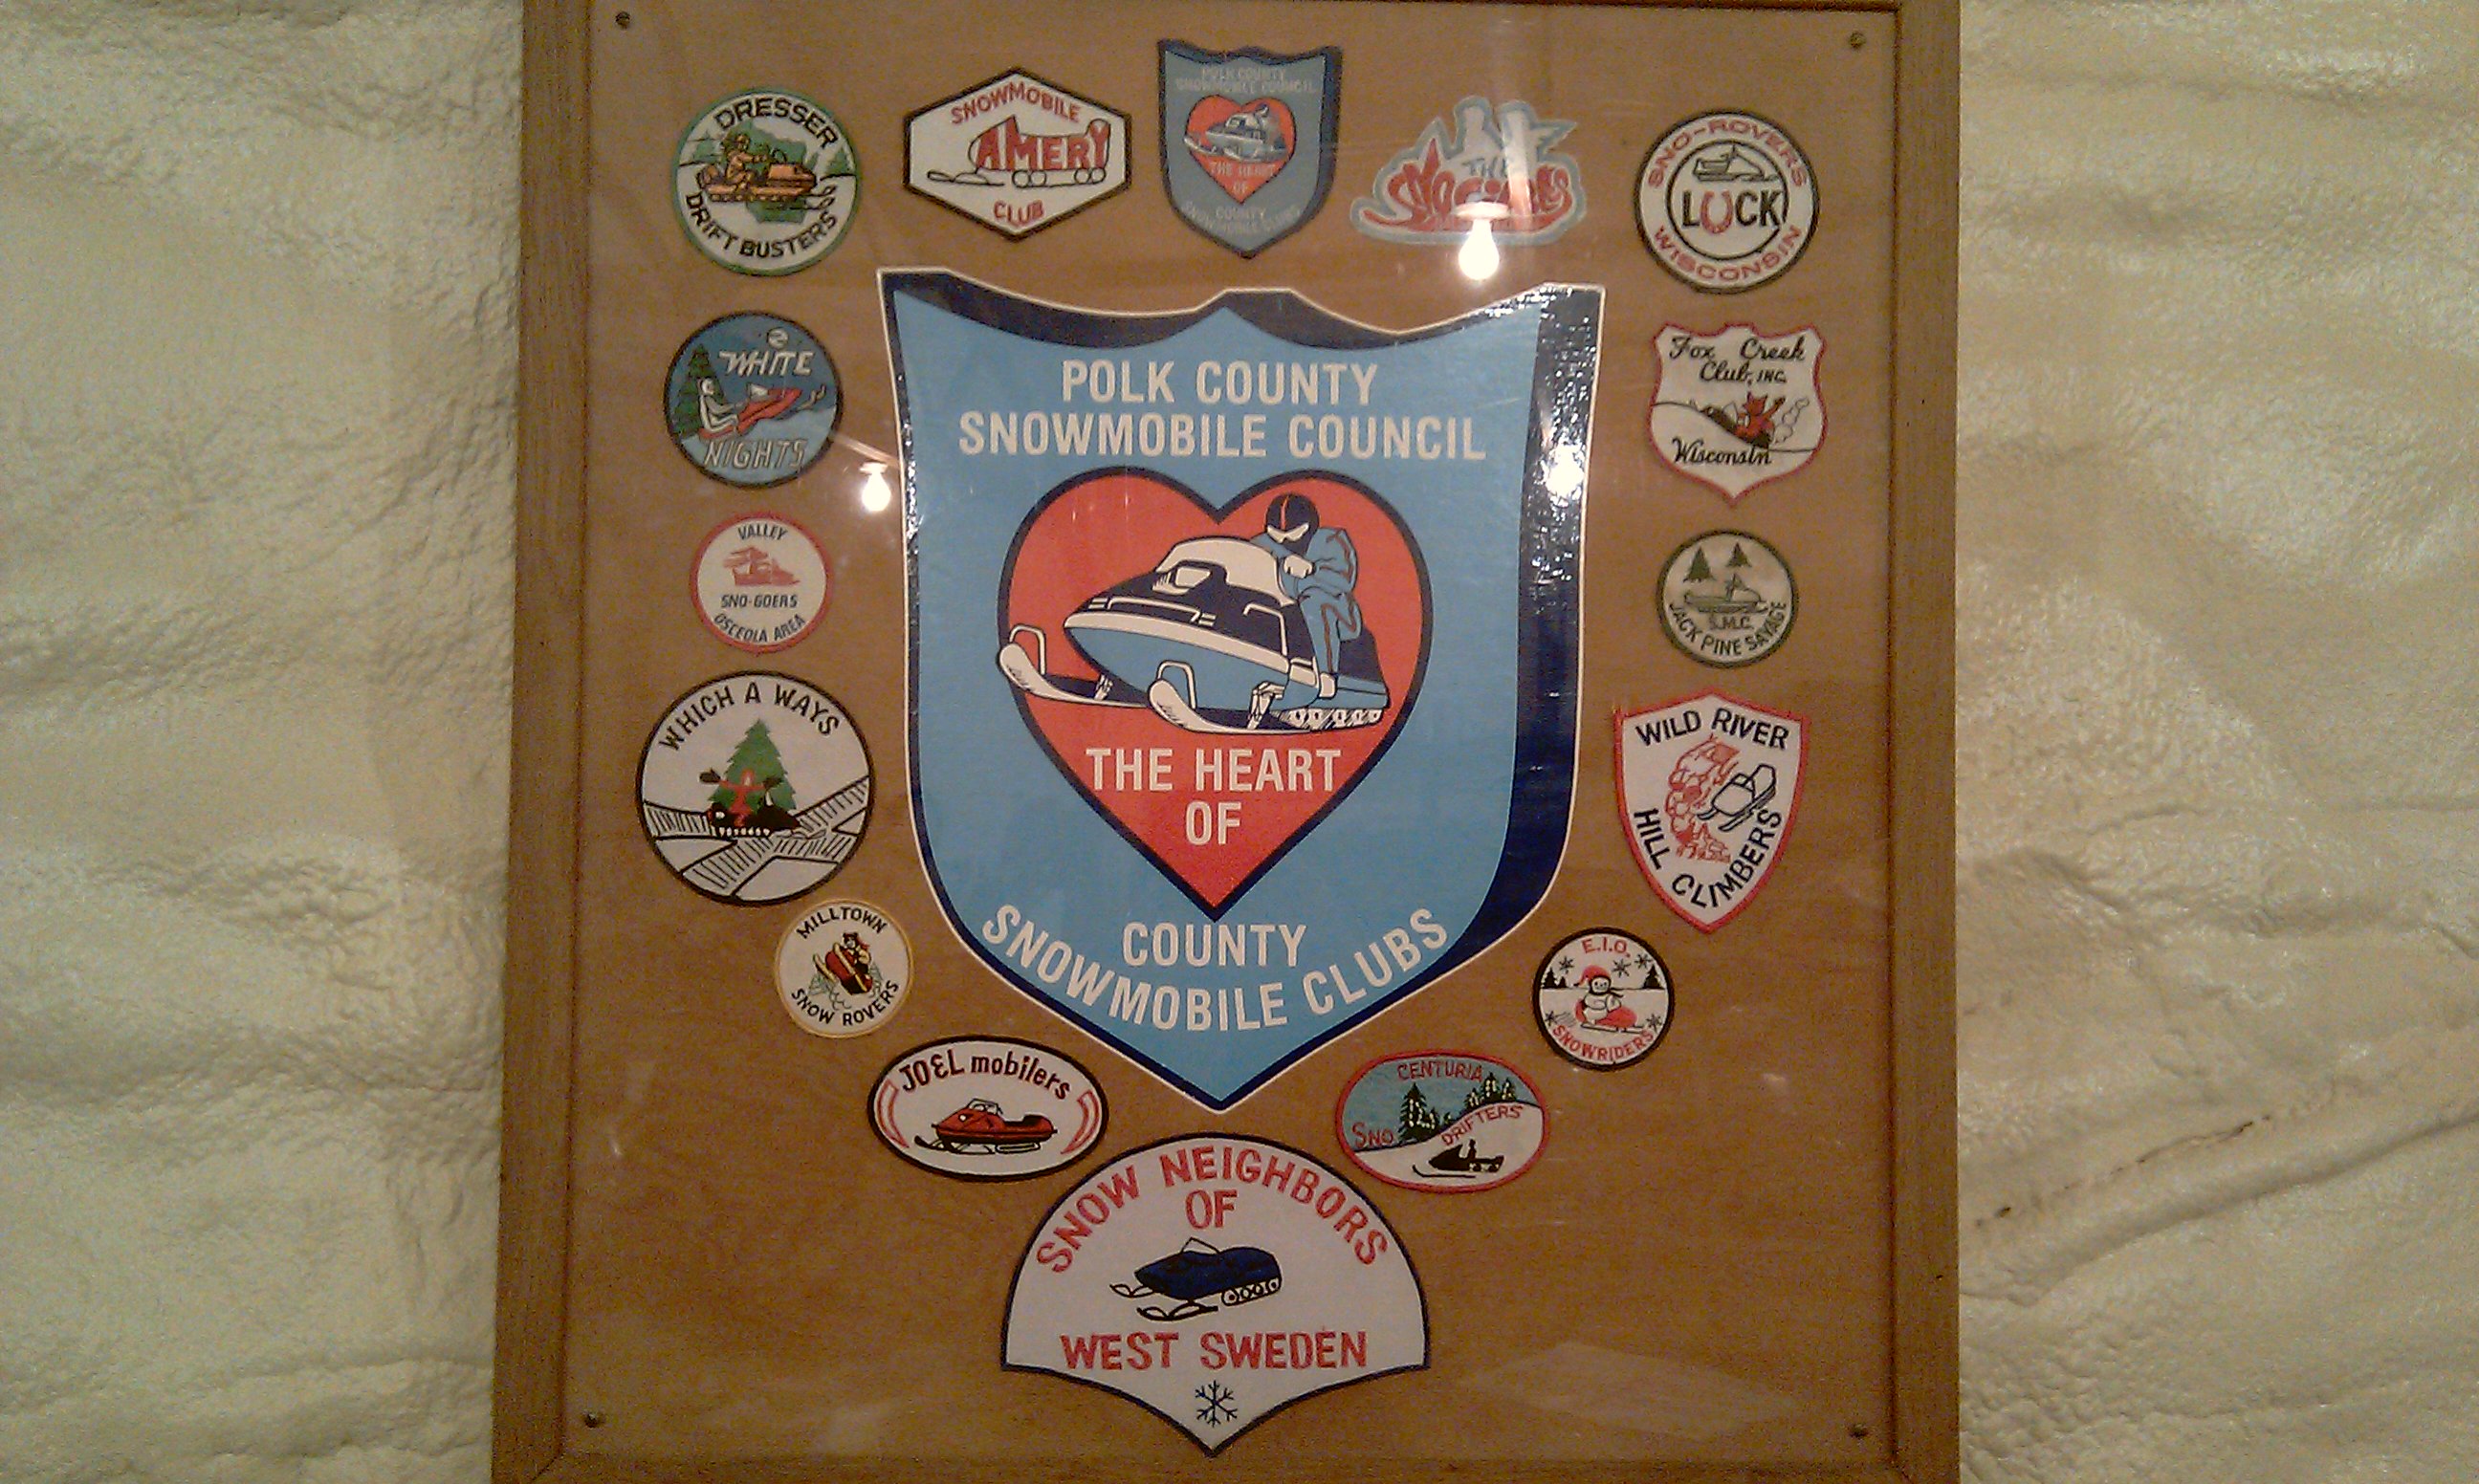 DRESSER
DRIFT BUSTERS
SNOWMOBILE
AMERY
CLUB
POLK COUNTY
SNOWMOBILE COUNCIL
THE HEART
OF
COUNTY
SNOWMOBILE CLUBS
THE
SNO-ROVERS
LUCK
WISCONSIN
WHITE
NIGHTS
POLK COUNTY
SNOWMOBILE COUNCIL
THE HEART
OF
COUNTY
SNOWMOBILE CLUBS
Fox Creek
Club, INC.
Wisconsin
VALLEY
SNO-GOERS
OSCEOLA AREA
S.M.C.
JACK PINE SAVAGE
WHICH A WAYS
WILD RIVER
HILL CLIMBERS
MILLTOWN
SNOW ROVERS
E.I.O.
SNOWRIDERS
JO&L mobilers
CENTURIA
SNO DRIFTERS
SNOW NEIGHBORS
OF
WEST SWEDEN